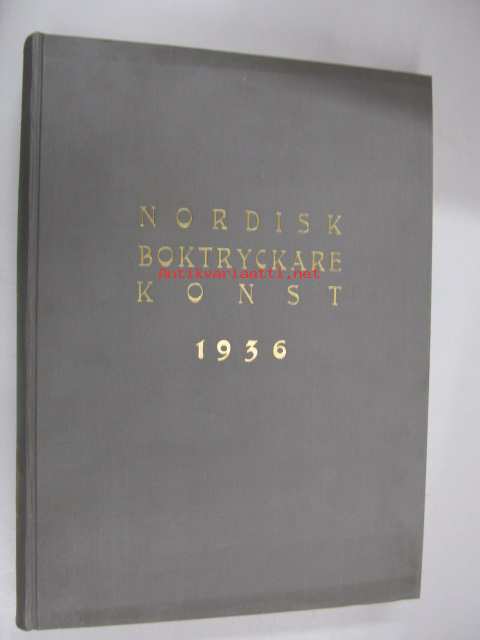 NORDISK
BOKTRYCKARE
Antikvariaatti.net
KONST
1936